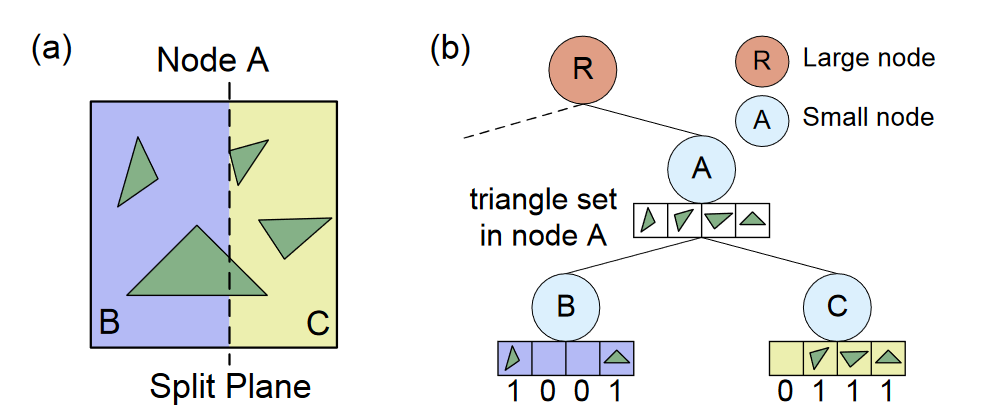 (a)
Node A
B
C
Split Plane
(b)
R
R
Large node
A
Small node
A
triangle set
in node A
B
C
1 0 0 1
0 1 1 1